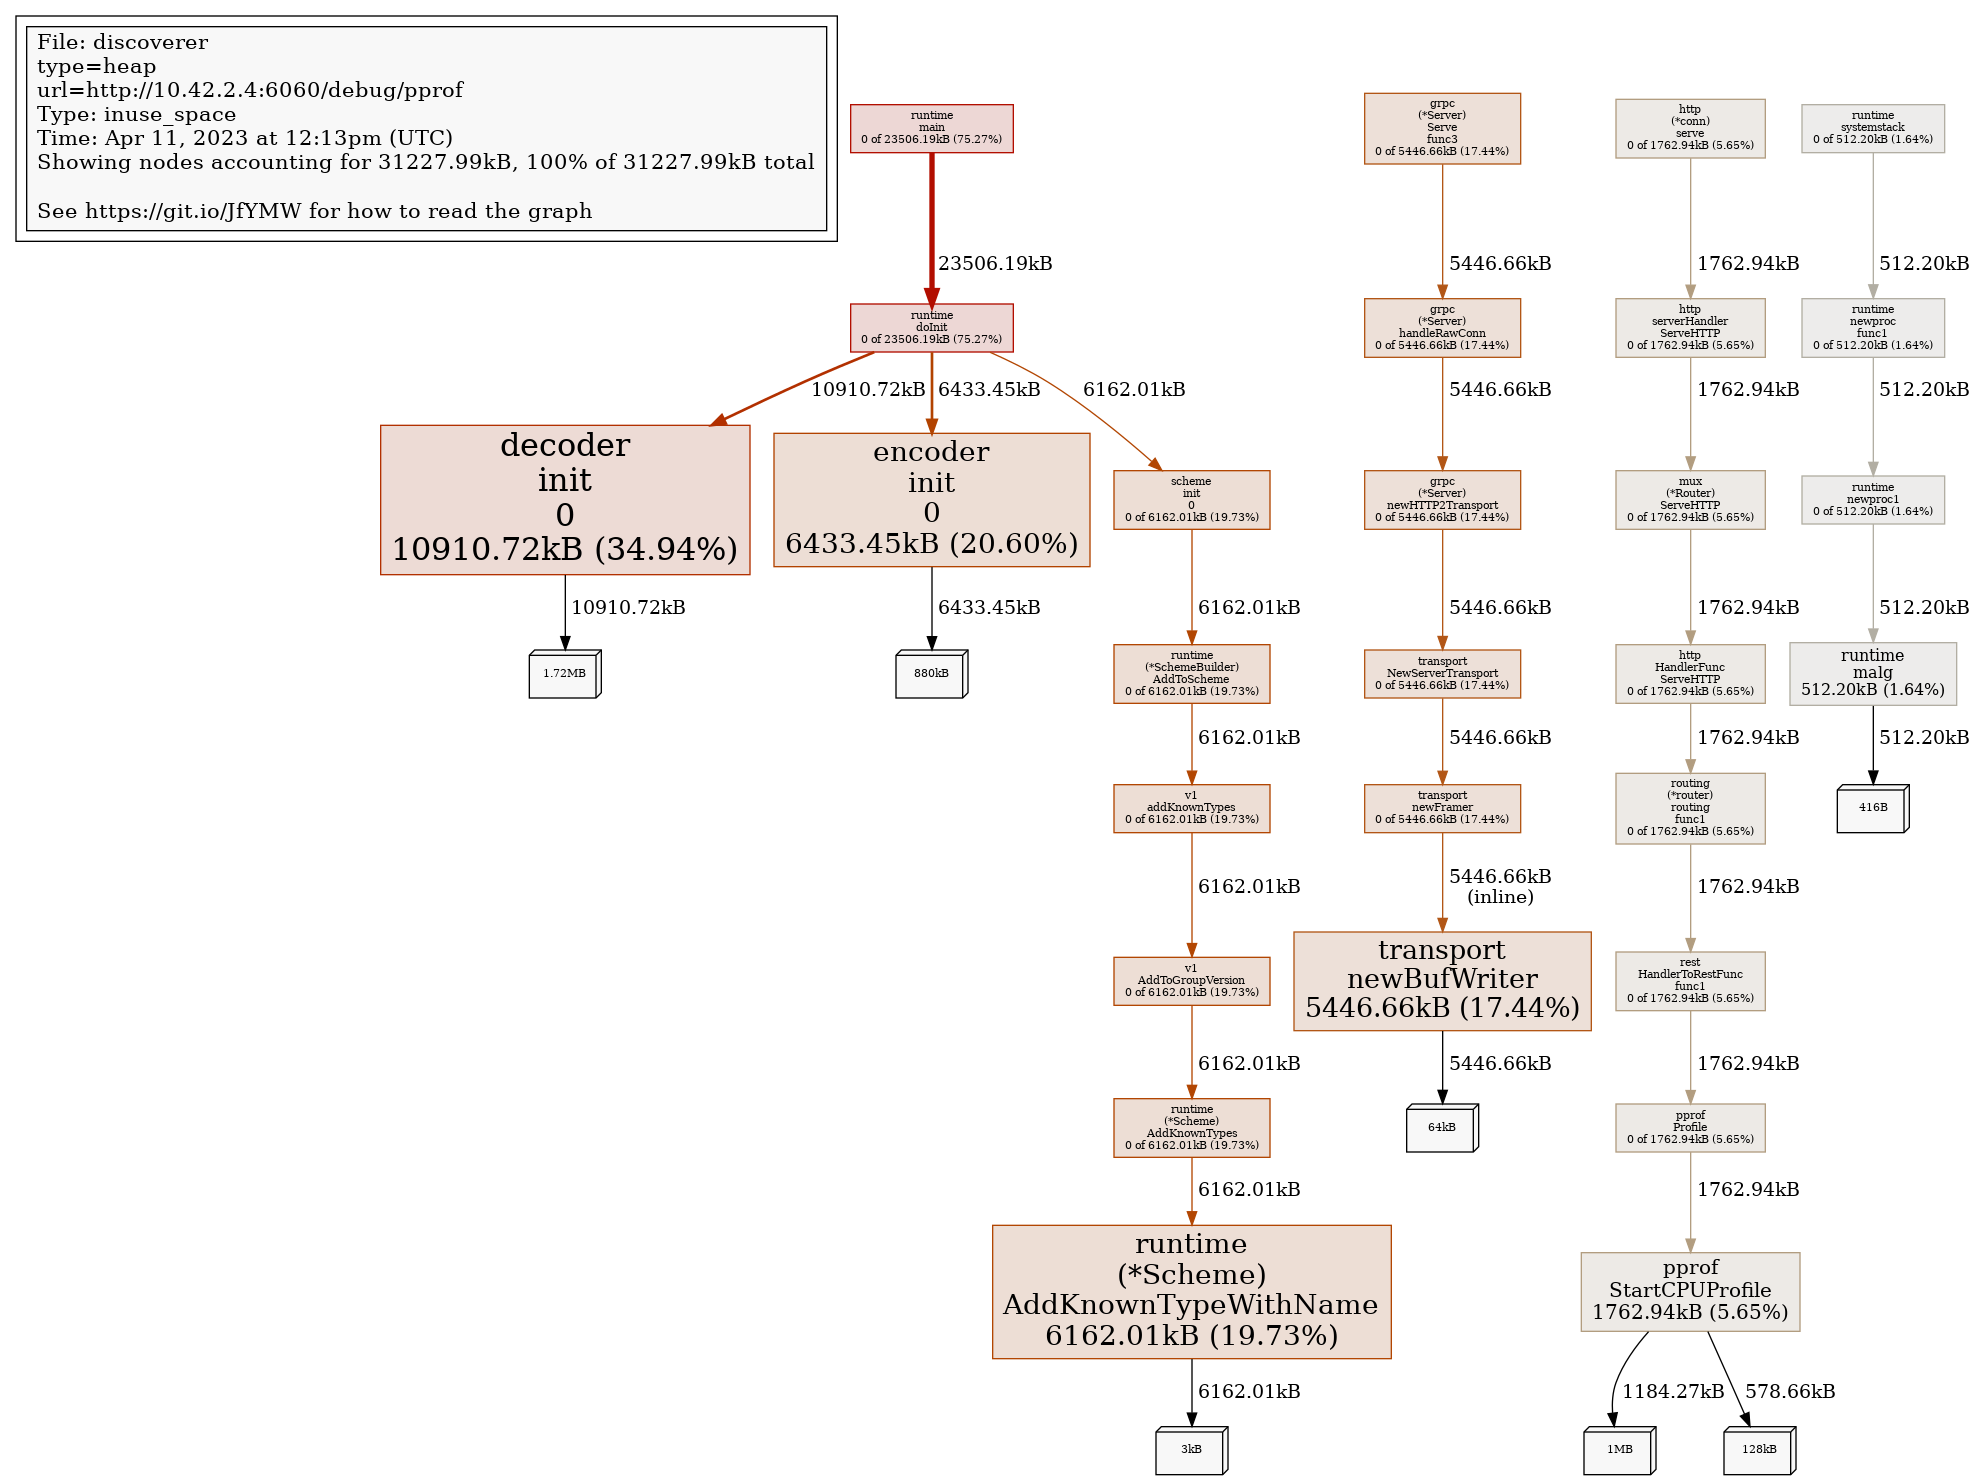 File: discoverer
type=heap
url=http://10.42.2.4:6060/debug/pprof
Type: inuse_space
Time: Apr 11, 2023 at 12:13pm (UTC)
Showing nodes accounting for 31227.99kB, 100% of 31227.99kB total
See https://git.io/JfYMW for how to read the graph
runtime
main
0 of 23506.19kB (75.27%)
23506.19kB
runtime
doInit
0 of 23506.19kB (75.27%)
10910.72kB
6433.45kB
6162.01kB
decoder
init
0
10910.72kB (34.94%)
10910.72kB
1.72MB
encoder
init
0
6433.45kB (20.60%)
6433.45kB
880kB
scheme
init
0
0 of 6162.01kB (19.73%)
6162.01kB
runtime
(*SchemeBuilder)
AddToScheme
0 of 6162.01kB (19.73%)
6162.01kB
v1
addKnownTypes
0 of 6162.01kB (19.73%)
6162.01kB
v1
AddToGroupVersion
0 of 6162.01kB (19.73%)
6162.01kB
runtime
(*Scheme)
AddKnownTypes
0 of 6162.01kB (19.73%)
6162.01kB
runtime
(*Scheme)
AddKnownTypeWithName
6162.01kB (19.73%)
6162.01kB
3kB
grpc
(*Server)
Serve
func3
0 of 5446.66kB (17.44%)
5446.66kB
grpc
(*Server)
handleRawConn
0 of 5446.66kB (17.44%)
5446.66kB
grpc
(*Server)
newHTTP2Transport
0 of 5446.66kB (17.44%)
5446.66kB
transport
NewServerTransport
0 of 5446.66kB (17.44%)
5446.66kB
transport
newFramer
0 of 5446.66kB (17.44%)
5446.66kB
(inline)
transport
newBufWriter
5446.66kB (17.44%)
5446.66kB
64kB
http
(*conn)
serve
0 of 1762.94kB (5.65%)
1762.94kB
http
serverHandler
ServeHTTP
0 of 1762.94kB (5.65%)
1762.94kB
mux
(*Router)
ServeHTTP
0 of 1762.94kB (5.65%)
1762.94kB
http
HandlerFunc
ServeHTTP
0 of 1762.94kB (5.65%)
1762.94kB
routing
(*router)
routing
func1
0 of 1762.94kB (5.65%)
1762.94kB
rest
HandlerToRestFunc
func1
0 of 1762.94kB (5.65%)
1762.94kB
pprof
Profile
0 of 1762.94kB (5.65%)
1762.94kB
pprof
StartCPUProfile
1762.94kB (5.65%)
1184.27kB
578.66kB
1MB
128kB
runtime
systemstack
0 of 512.20kB (1.64%)
512.20kB
runtime
newproc
func1
0 of 512.20kB (1.64%)
512.20kB
runtime
newproc1
0 of 512.20kB (1.64%)
512.20kB
runtime
malg
512.20kB (1.64%)
512.20kB
416B